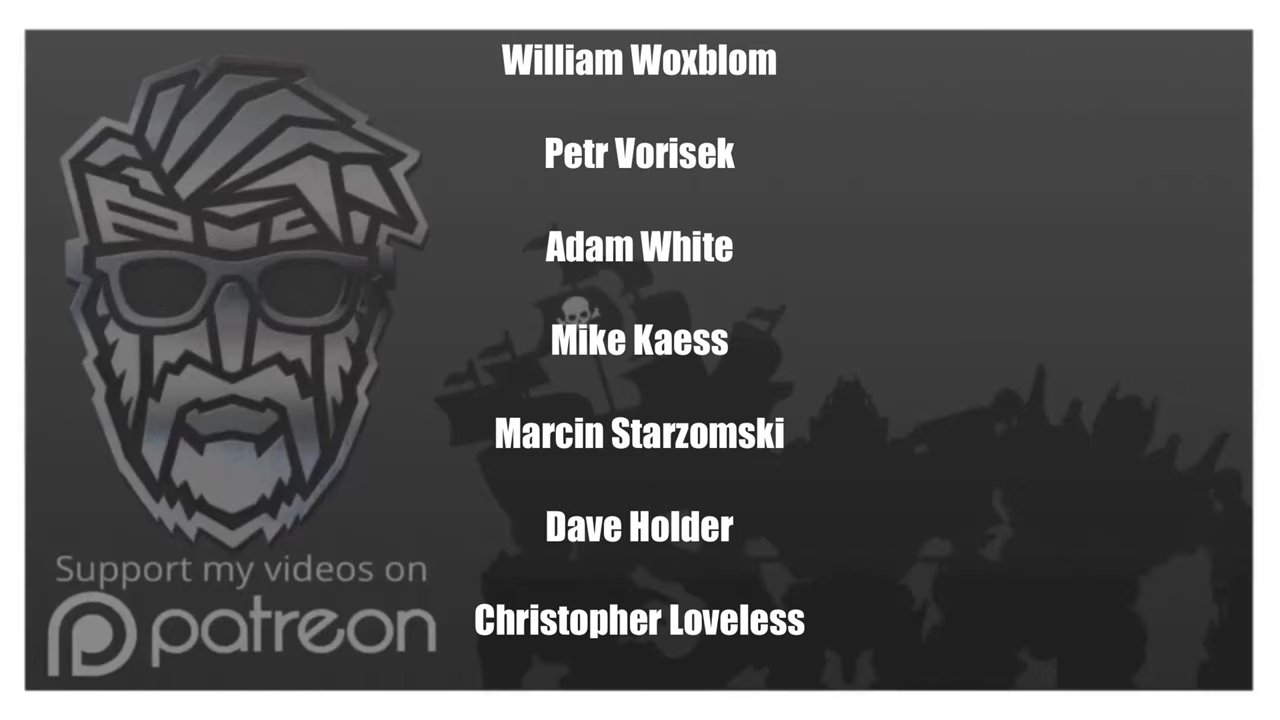 William Woxblom
Petr Vorisek
Adam White
Mike Kaess
Marcin Starzomski
Dave Holder
Christopher Loveless
Support my videos on
patreon